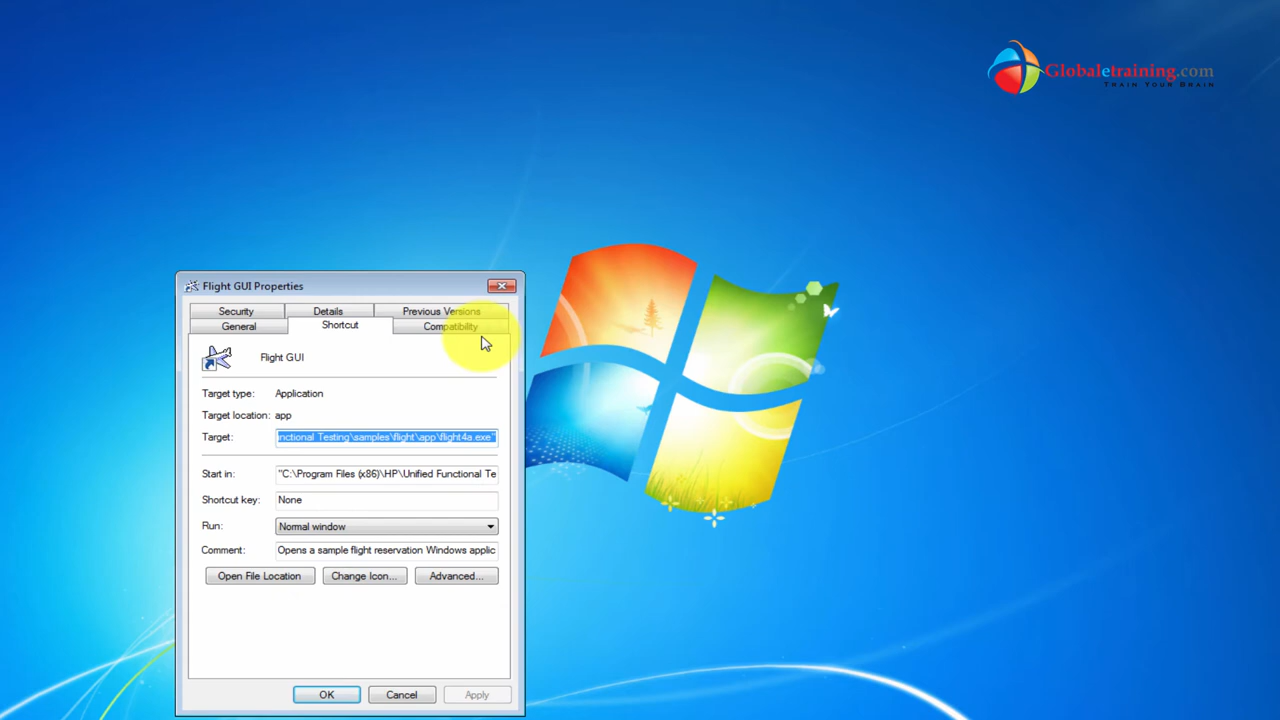 Globaletraining.com
TRAIN YOUR BRAIN
Flight GUI Properties
Security
Details
Previous Versions
General
Shortcut
Compatibility
Flight GUI
Target type: Application
Target location: app
Target: nctional Testing\samples\flight\app\flight4a.exe"
Start in: "C:\Program Files (x86)\HP\Unified Functional Te
Shortcut key: None
Run: Normal window
Comment: Opens a sample flight reservation Windows applic
Open File Location
Change Icon...
Advanced...
OK
Cancel
Apply